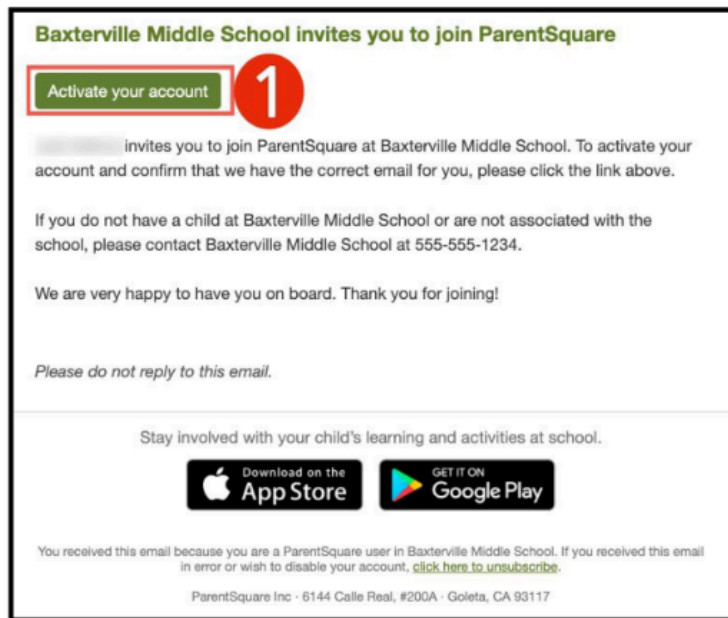 Baxterville Middle School invites you to join ParentSquare
Activate your account
1
invites you to join ParentSquare at Baxterville Middle School. To activate your
account and confirm that we have the correct email for you, please click the link above.
If you do not have a child at Baxterville Middle School or are not associated with the
school, please contact Baxterville Middle School at 555-555-1234.
We are very happy to have you on board. Thank you for joining!
Please do not reply to this email.
Stay involved with your child's learning and activities at school.
Download on the
App Store
GET IT ON
Google Play
You received this email because you are a ParentSquare user in Baxterville Middle School. If you received this email
in error or wish to disable your account, click here to unsubscribe.
ParentSquare Inc · 6144 Calle Real, #200A · Goleta, CA 93117